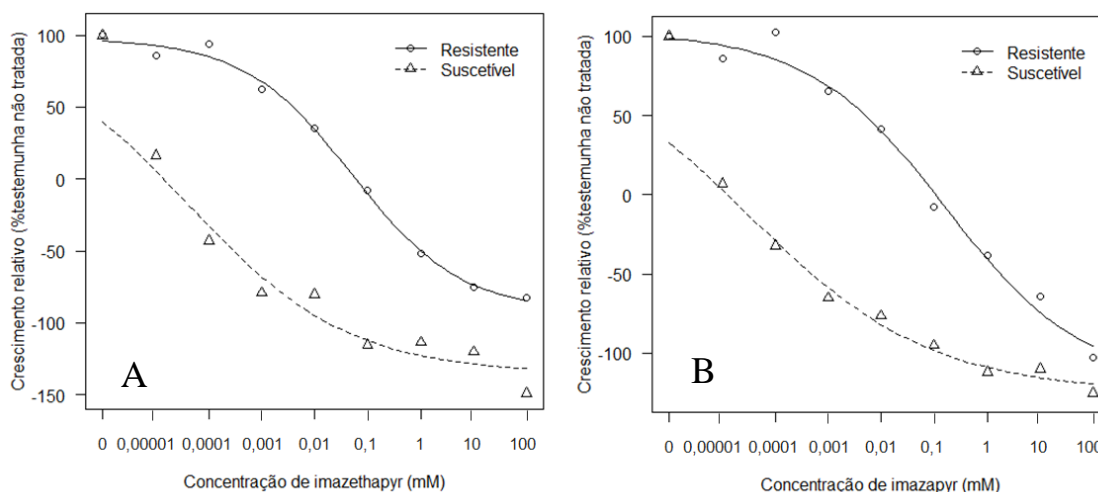 Crescimento relativo (%testemunha não tratada)
100
50
0
-50
-100
-150
Resistente
Suscetível
A
0 0,00001 0,0001 0,001 0,01 0,1 1 10 100
Concentração de imazethapyr (mM)
Crescimento relativo (%testemunha não tratada)
100
50
0
-50
-100
Resistente
Suscetível
B
0 0,00001 0,0001 0,001 0,01 0,1 1 10 100
Concentração de imazapyr (mM)